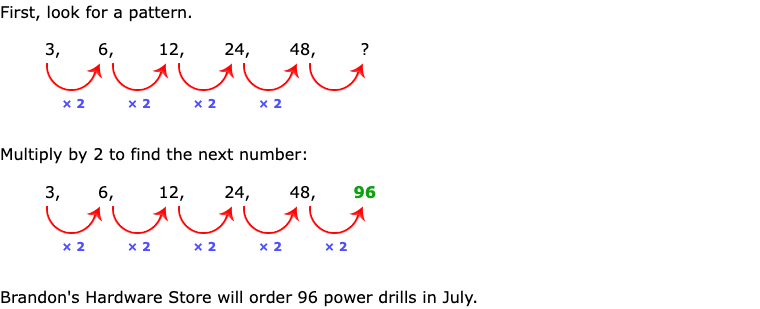 First, look for a pattern.
3, 6, 12, 24, 48, ?
× 2 × 2 × 2 × 2
Multiply by 2 to find the next number:
3, 6, 12, 24, 48, 96
× 2 × 2 × 2 × 2 × 2
Brandon's Hardware Store will order 96 power drills in July.